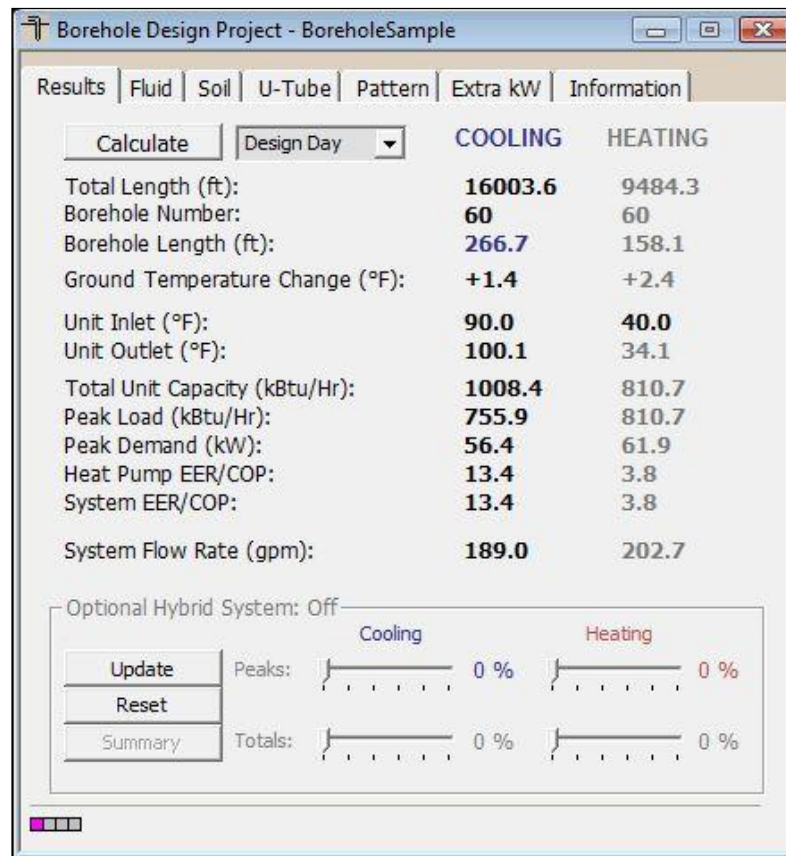 Borehole Design Project - BoreholeSample
Results Fluid Soil U-Tube Pattern Extra kW Information
Calculate Design Day COOLING HEATING
Total Length (ft): 16003.6 9484.3
Borehole Number: 60 60
Borehole Length (ft): 266.7 158.1
Ground Temperature Change (°F): +1.4 +2.4
Unit Inlet (°F): 90.0 40.0
Unit Outlet (°F): 100.1 34.1
Total Unit Capacity (kBtu/Hr): 1008.4 810.7
Peak Load (kBtu/Hr): 755.9 810.7
Peak Demand (kW): 56.4 61.9
Heat Pump EER/COP: 13.4 3.8
System EER/COP: 13.4 3.8
System Flow Rate (gpm): 189.0 202.7
Optional Hybrid System: Off
Cooling Heating
Update Peaks: 0 % 0 %
Reset
Summary Totals: 0 % 0 %